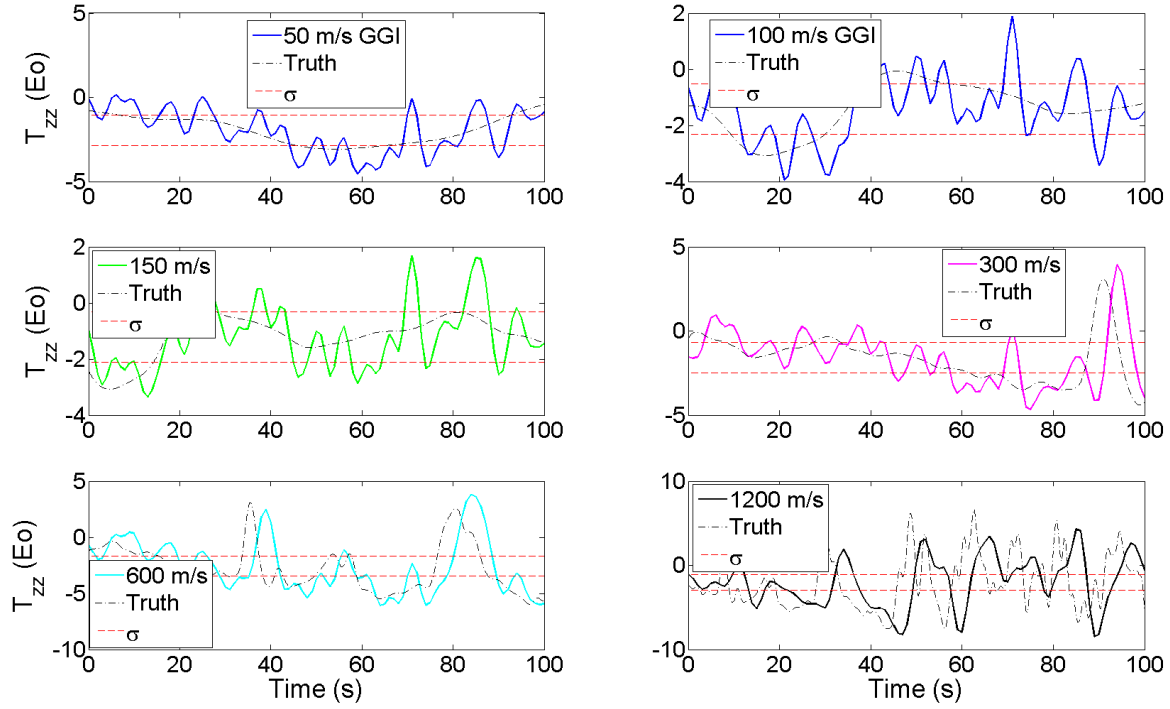 5
0
-5
T_zz (Eo)
50 m/s GGI
Truth
σ
0 20 40 60 80 100
2
0
-2
-4
100 m/s GGI
Truth
σ
0 20 40 60 80 100
2
0
-2
-4
T_zz (Eo)
150 m/s
Truth
σ
0 20 40 60 80 100
5
0
-5
300 m/s
Truth
σ
0 20 40 60 80 100
5
0
-5
-10
T_zz (Eo)
600 m/s
Truth
σ
0 20 40 60 80 100
Time (s)
10
0
-10
1200 m/s
Truth
σ
0 20 40 60 80 100
Time (s)